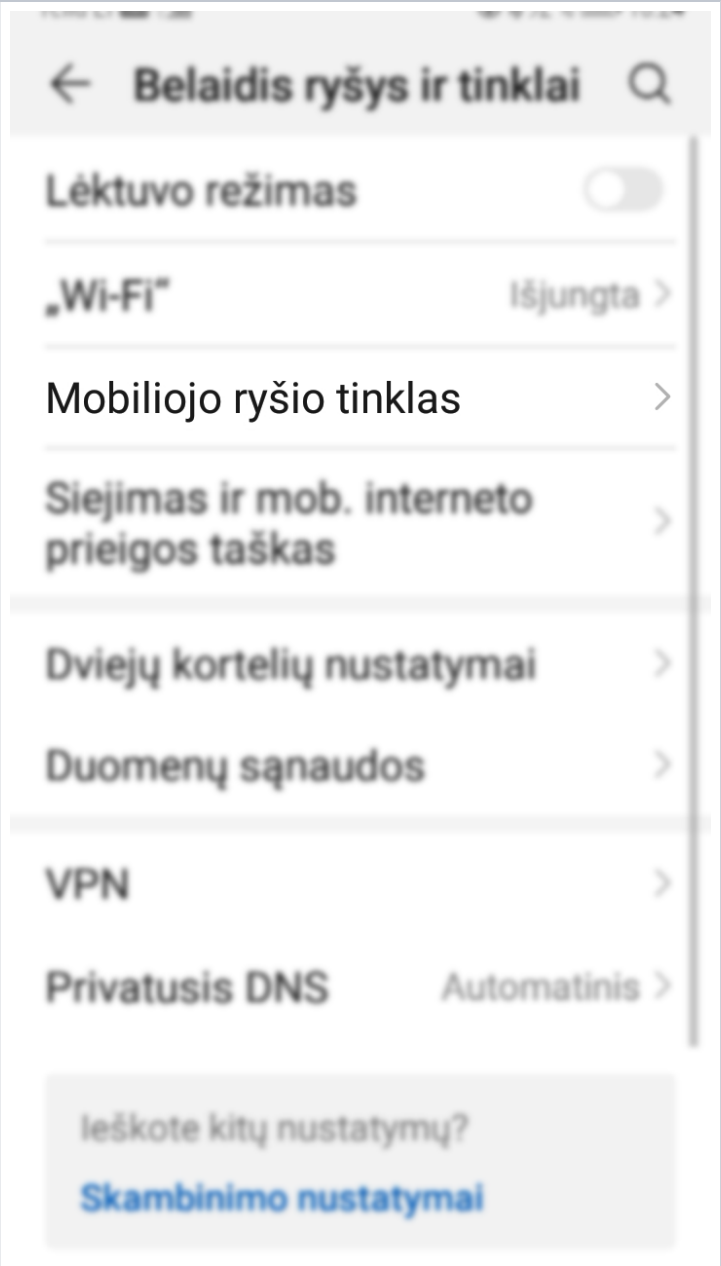 Belaidis ryšys ir tinklai
Lėktuvo režimas
„Wi-Fi“ Išjungta
Mobiliojo ryšio tinklas
Siejimas ir mob. interneto
prieigos taškas
Dviejų kortelių nustatymai
Duomenų sąnaudos
VPN
Privatusis DNS Automatinis
Ieškote kitų nustatymų?
Skambinimo nustatymai